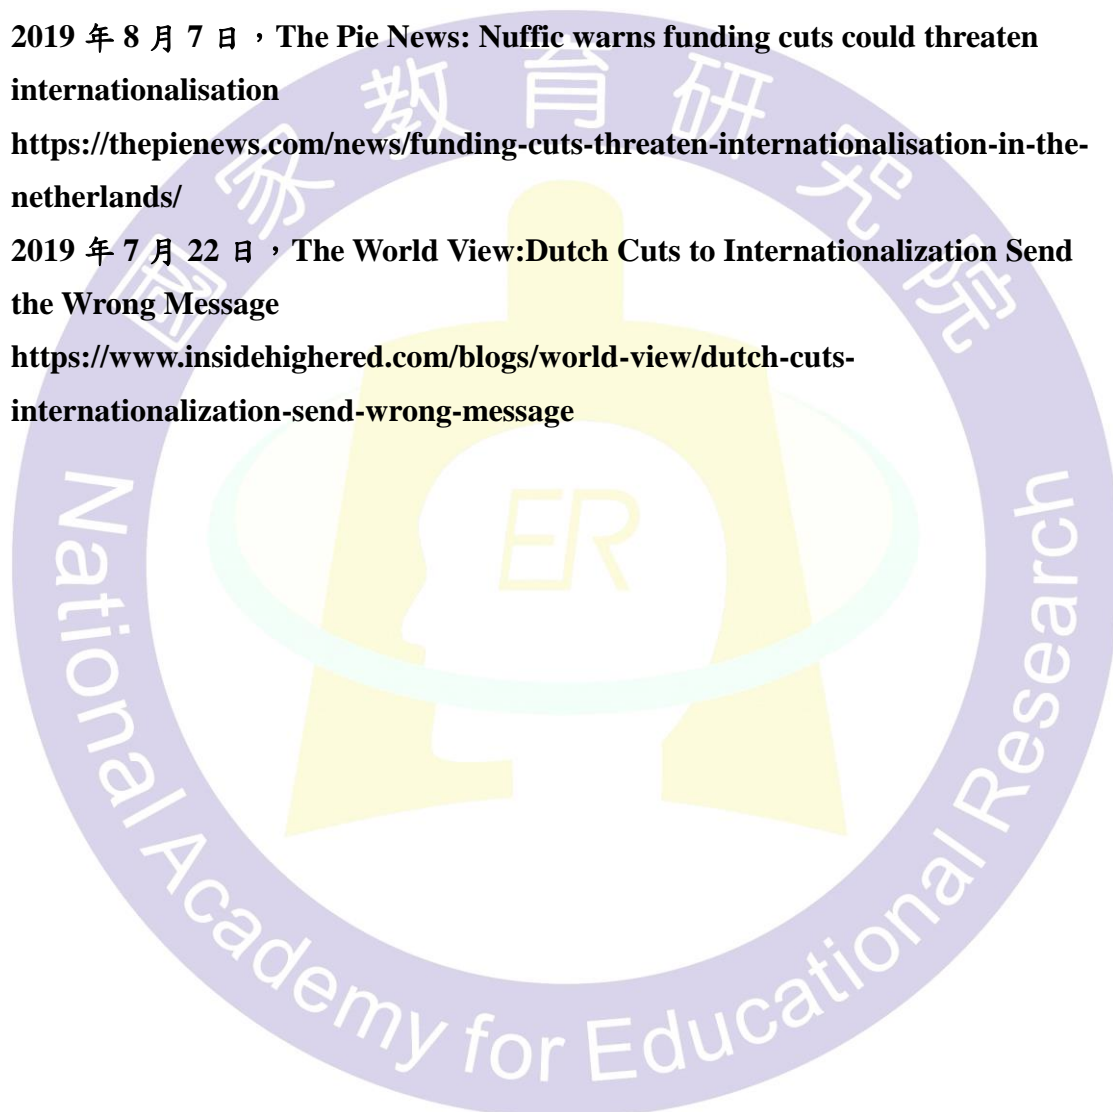 2019 年 8 月 7 日，The Pie News: Nuffic warns funding cuts could threaten
internationalisation
https://thepienews.com/news/funding-cuts-threaten-internationalisation-in-the-
netherlands/
2019 年 7 月 22 日，The World View:Dutch Cuts to Internationalization Send
the Wrong Message
https://www.insidehighered.com/blogs/world-view/dutch-cuts-
internationalization-send-wrong-message
國家教育研究院
ER
National Academy for Educational Research